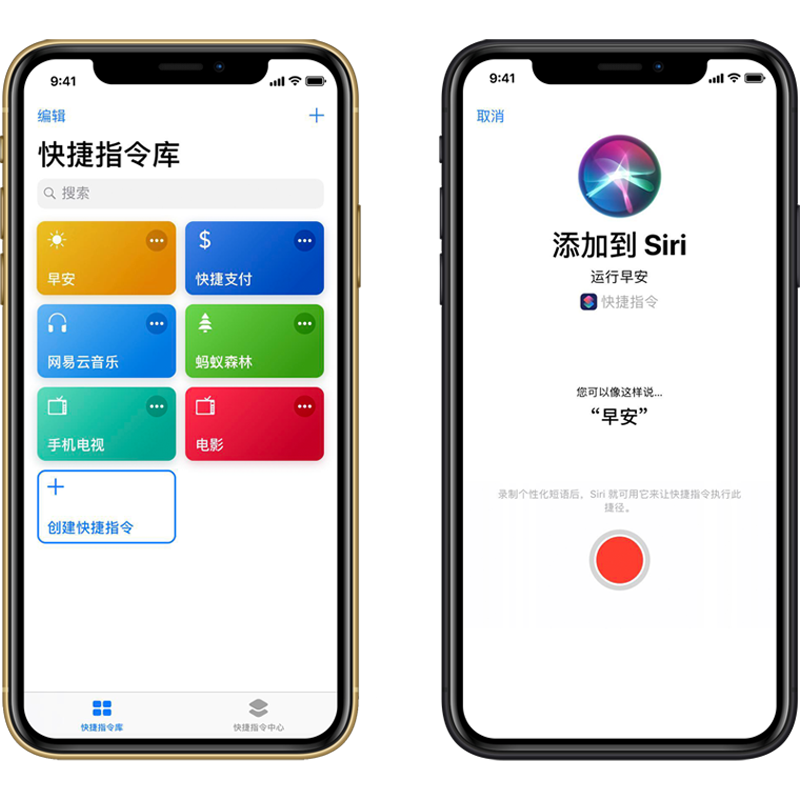 9:41
编辑
快捷指令库
搜索
早安
$
快捷支付
网易云音乐
蚂蚁森林
手机电视
电影
创建快捷指令
快捷指令库
快捷指令中心
9:41
取消
添加到 Siri
运行早安
快捷指令
您可以像这样说...
“早安”
录制个性化短语后，Siri 就可用它来让快捷指令执行此
捷径。